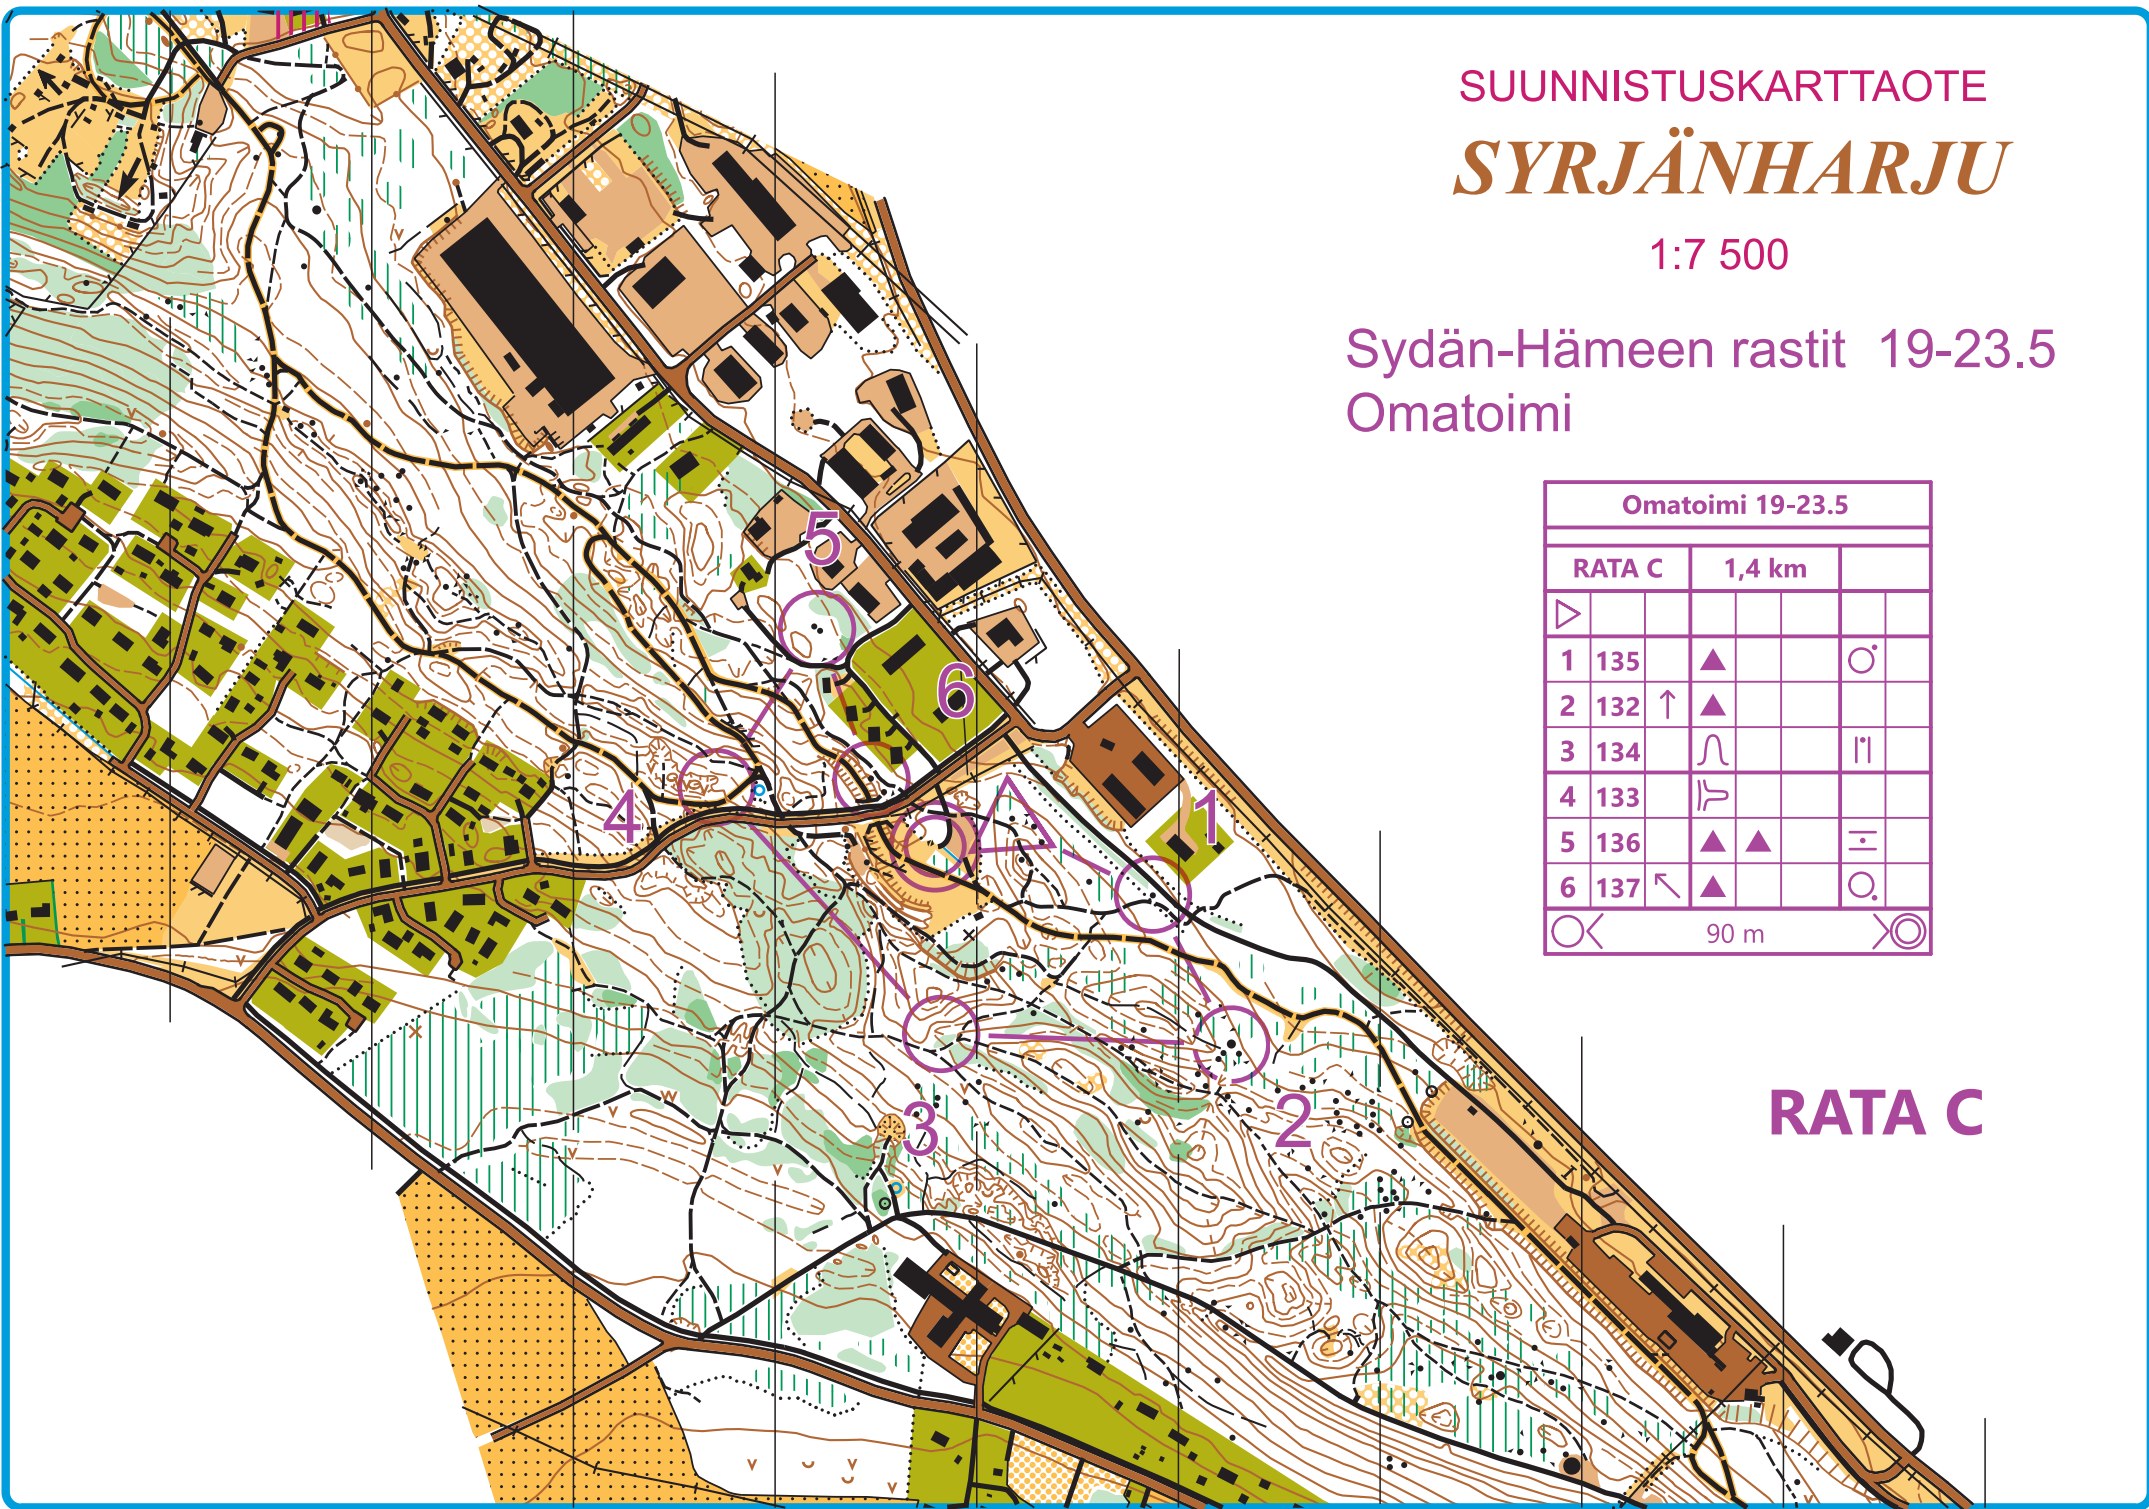 SUUNNISTUSKARTTAOTE
SYRJÄNHARJU
1:7 500
Sydän-Hämeen rastit 19-23.5
Omatoimi
Omatoimi 19-23.5
RATA C 1,4 km
1 135
2 132
3 134
4 133
5 136
6 137
90 m
RATA C
5
6
4
1
3
2